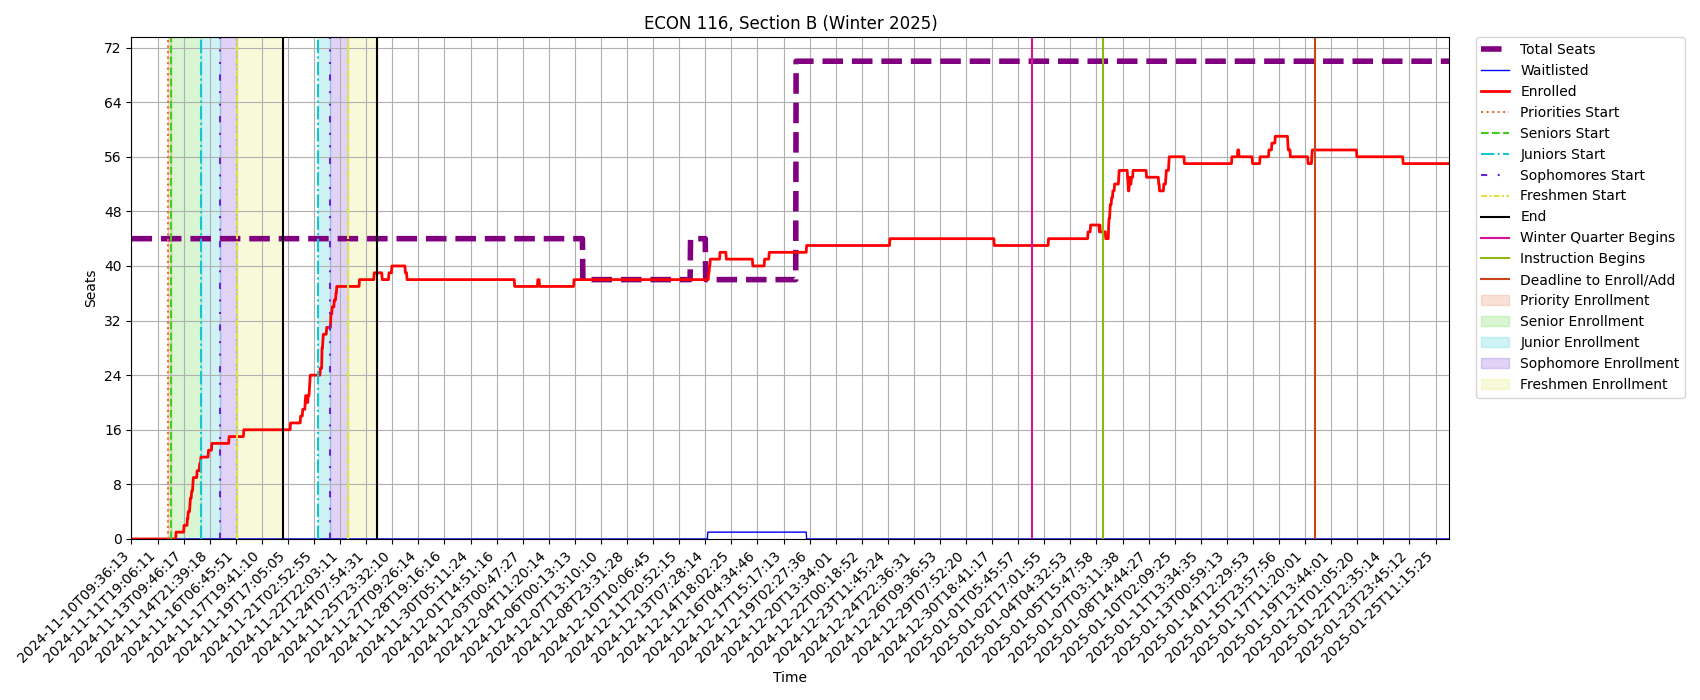 ECON 116, Section B (Winter 2025)
72
64
56
48
40
32
24
16
8
0
Seats
2024-11-10T09:36:13
2024-11-11T19:06:11
2024-11-13T09:46:17
2024-11-14T21:39:18
2024-11-16T06:45:51
2024-11-17T19:41:10
2024-11-19T17:05:05
2024-11-21T02:52:55
2024-11-22T22:03:11
2024-11-24T07:54:31
2024-11-25T23:32:10
2024-11-27T09:26:14
2024-11-28T19:16:16
2024-11-30T05:11:24
2024-12-01T14:51:16
2024-12-03T00:47:27
2024-12-04T11:20:14
2024-12-06T00:13:13
2024-12-07T13:10:10
2024-12-08T23:31:28
2024-12-10T10:06:45
2024-12-11T20:52:15
2024-12-13T07:28:14
2024-12-14T18:02:25
2024-12-16T04:34:46
2024-12-17T15:17:13
2024-12-19T02:27:36
2024-12-20T13:34:01
2024-12-22T00:18:52
2024-12-23T11:45:24
2024-12-24T22:36:31
2024-12-26T09:36:53
2024-12-29T07:52:20
2024-12-30T18:41:17
2025-01-01T05:45:57
2025-01-02T17:01:55
2025-01-04T04:32:53
2025-01-05T15:47:58
2025-01-07T03:11:38
2025-01-08T14:44:27
2025-01-10T02:09:25
2025-01-11T13:34:35
2025-01-13T00:59:13
2025-01-14T12:29:53
2025-01-15T23:57:56
2025-01-17T11:20:01
2025-01-19T13:44:01
2025-01-21T01:05:20
2025-01-22T12:35:14
2025-01-23T23:45:12
2025-01-25T11:15:25
Time
Total Seats
Waitlisted
Enrolled
Priorities Start
Seniors Start
Juniors Start
Sophomores Start
Freshmen Start
End
Winter Quarter Begins
Instruction Begins
Deadline to Enroll/Add
Priority Enrollment
Senior Enrollment
Junior Enrollment
Sophomore Enrollment
Freshmen Enrollment